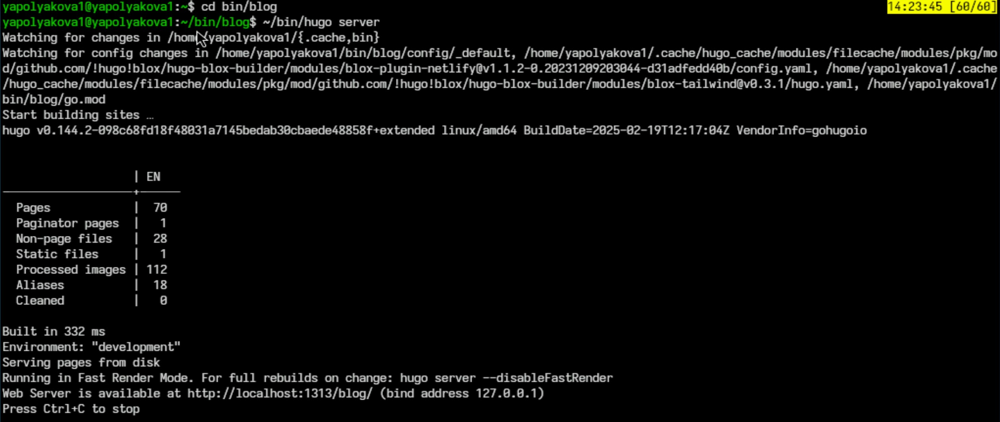 yapolyakova1@yapolyakova1:~$ cd bin/blog 14:23:45 [60/60]
yapolyakova1@yapolyakova1:~/bin/blog$ ~/bin/hugo server
Watching for changes in /home/yapolyakova1/{.cache,bin}
Watching for config changes in /home/yapolyakova1/bin/blog/config/_default, /home/yapolyakova1/.cache/hugo_cache/modules/filecache/modules/pkg/mo
d/github.com/!hugo!blox/hugo-blox-builder/modules/blox-plugin-netlify@v1.1.2-0.20231209203044-d31adfedd40b/config.yaml, /home/yapolyakova1/.cache
/hugo_cache/modules/filecache/modules/pkg/mod/github.com/!hugo!blox/hugo-blox-builder/modules/blox-tailwind@v0.3.1/hugo.yaml, /home/yapolyakova1/
bin/blog/go.mod
Start building sites …
hugo v0.144.2-098c68fd18f48031a7145bedab30cbaede48858f+extended linux/amd64 BuildDate=2025-02-19T12:17:04Z VendorInfo=gohugoio
| EN
───────────────────+──────
Pages | 70
Paginator pages | 1
Non-page files | 28
Static files | 1
Processed images | 112
Aliases | 18
Cleaned | 0
Built in 332 ms
Environment: "development"
Serving pages from disk
Running in Fast Render Mode. For full rebuilds on change: hugo server --disableFastRender
Web Server is available at http://localhost:1313/blog/ (bind address 127.0.0.1)
Press Ctrl+C to stop